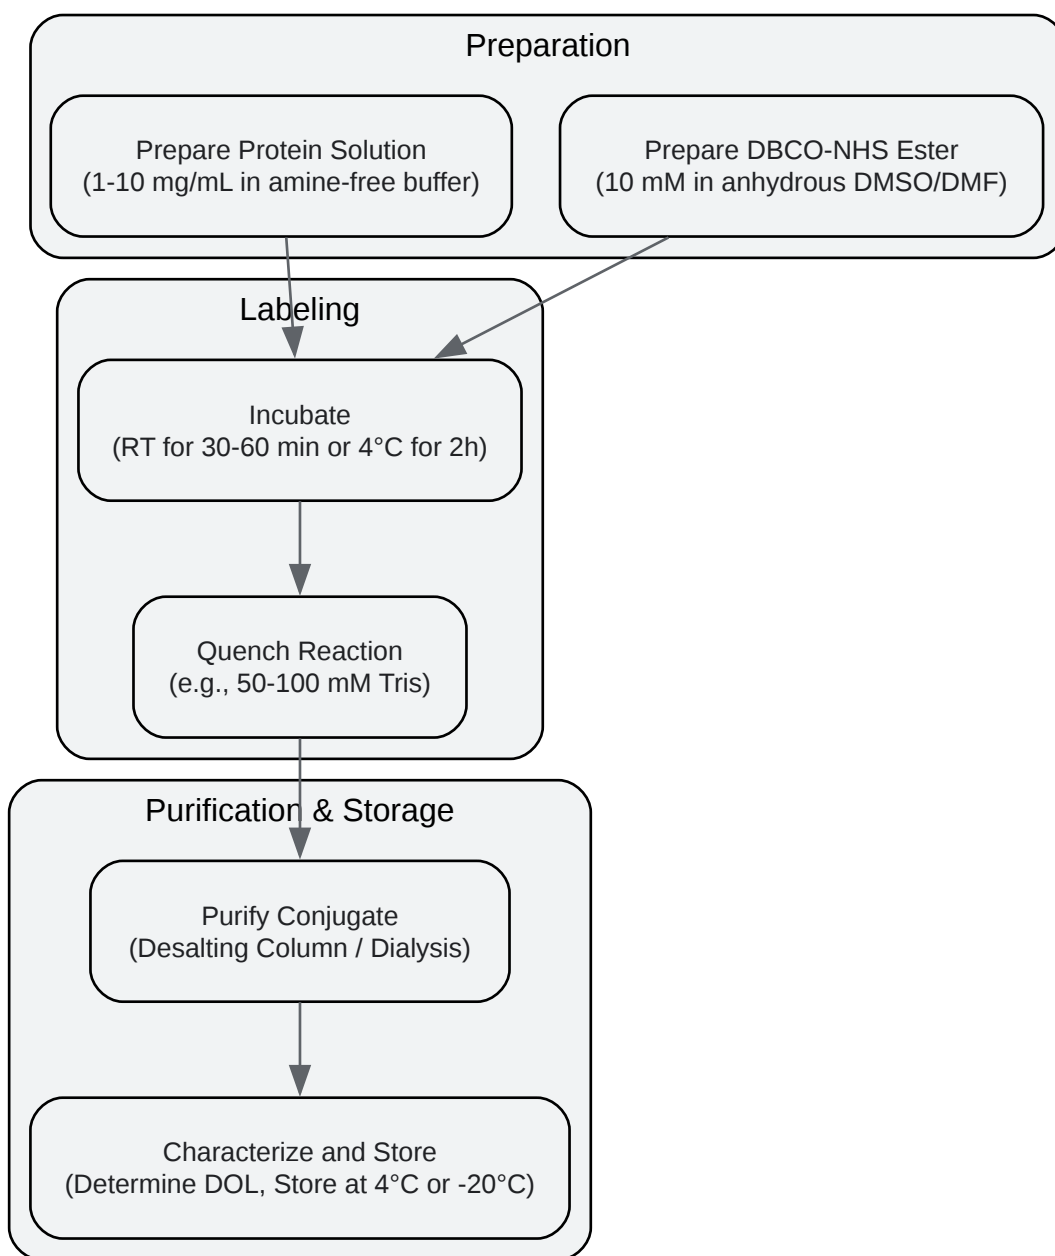 Preparation
Prepare Protein Solution
(1-10 mg/mL in amine-free buffer)
Prepare DBCO-NHS Ester
(10 mM in anhydrous DMSO/DMF)
Labeling
Incubate
(RT for 30-60 min or 4°C for 2h)
Quench Reaction
(e.g., 50-100 mM Tris)
Purification & Storage
Purify Conjugate
(Desalting Column / Dialysis)
Characterize and Store
(Determine DOL, Store at 4°C or -20°C)